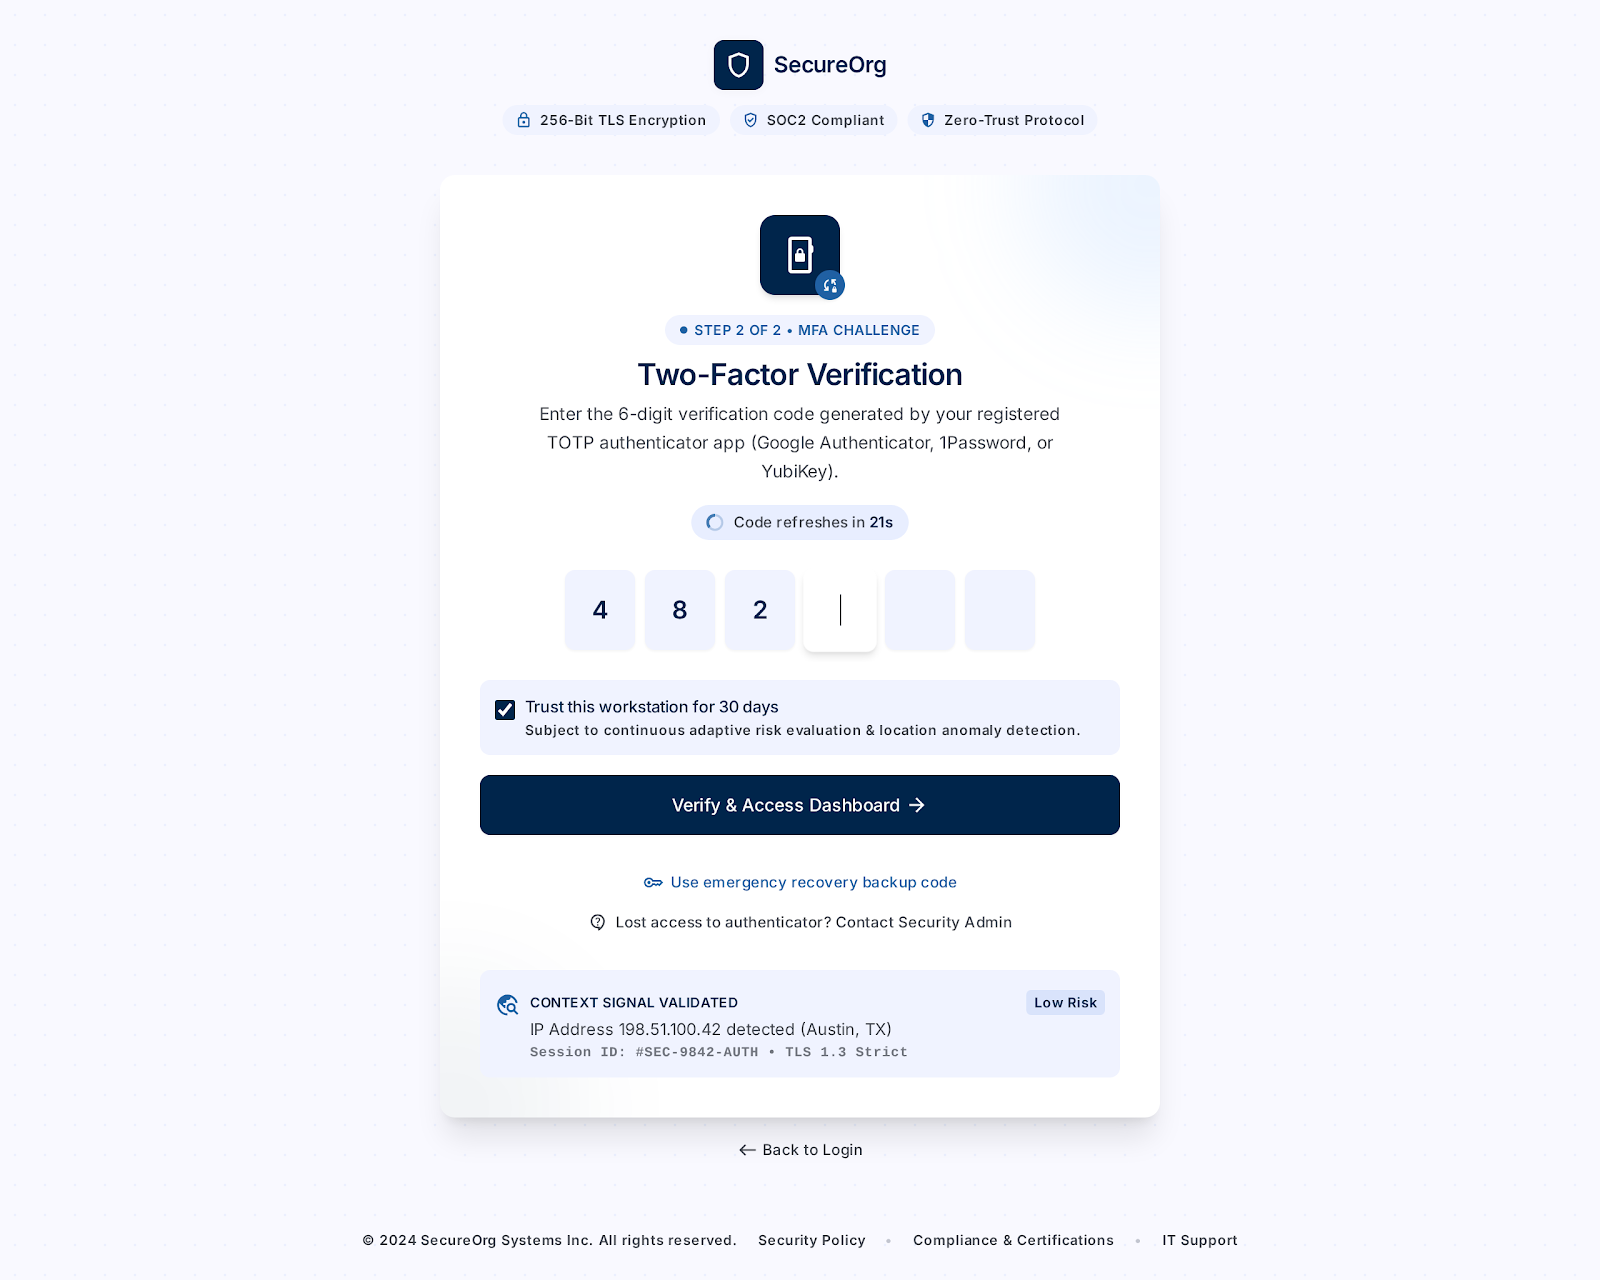 SecureOrg
256-Bit TLS Encryption
SOC2 Compliant
Zero-Trust Protocol
STEP 2 OF 2 • MFA CHALLENGE
Two-Factor Verification
Enter the 6-digit verification code generated by your registered
TOTP authenticator app (Google Authenticator, 1Password, or
YubiKey).
Code refreshes in 21s
4 8 2
Trust this workstation for 30 days
Subject to continuous adaptive risk evaluation & location anomaly detection.
Verify & Access Dashboard →
Use emergency recovery backup code
Lost access to authenticator? Contact Security Admin
CONTEXT SIGNAL VALIDATED
Low Risk
IP Address 198.51.100.42 detected (Austin, TX)
Session ID: #SEC-9842-AUTH • TLS 1.3 Strict
← Back to Login
© 2024 SecureOrg Systems Inc. All rights reserved. Security Policy • Compliance & Certifications • IT Support